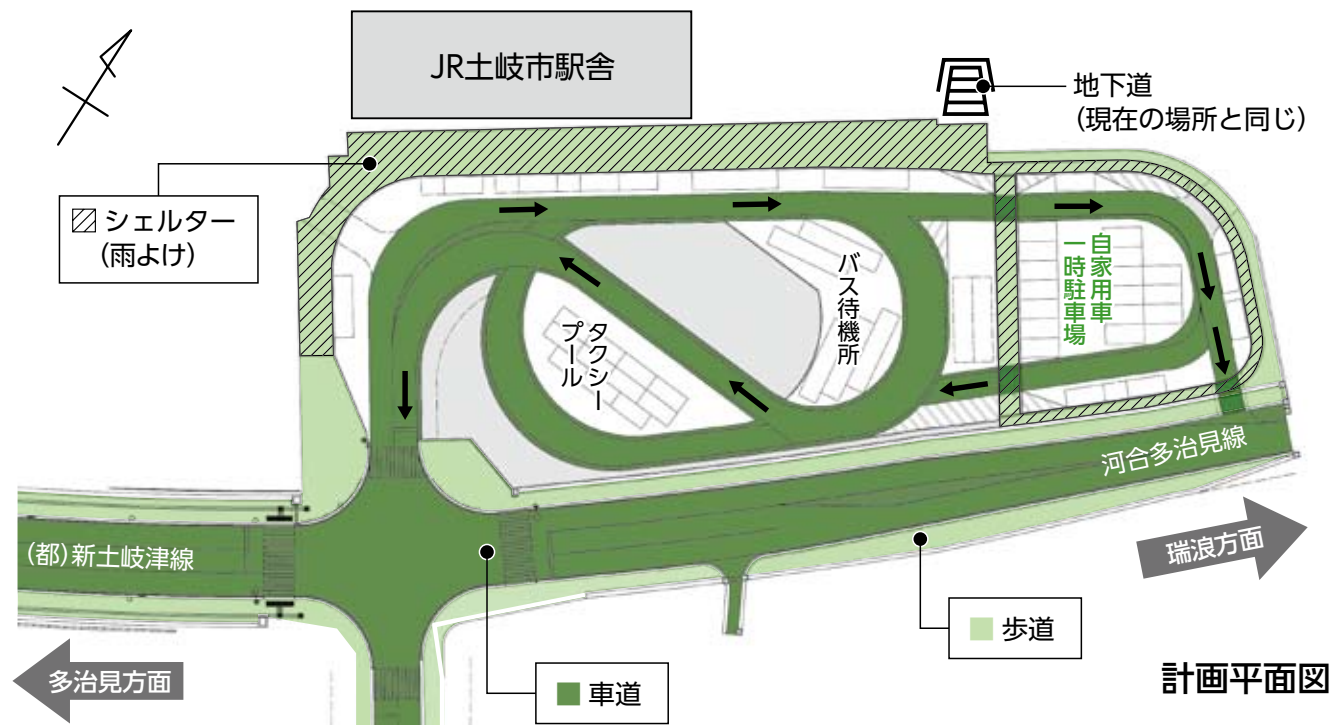 JR土岐市駅舎
地下道
(現在の場所と同じ)
シェルター
(雨よけ)
自家用車
一時駐車場
バス待機所
タクシー
プール
河合多治見線
(都)新土岐津線
瑞浪方面
歩道
多治見方面
車道
計画平面図